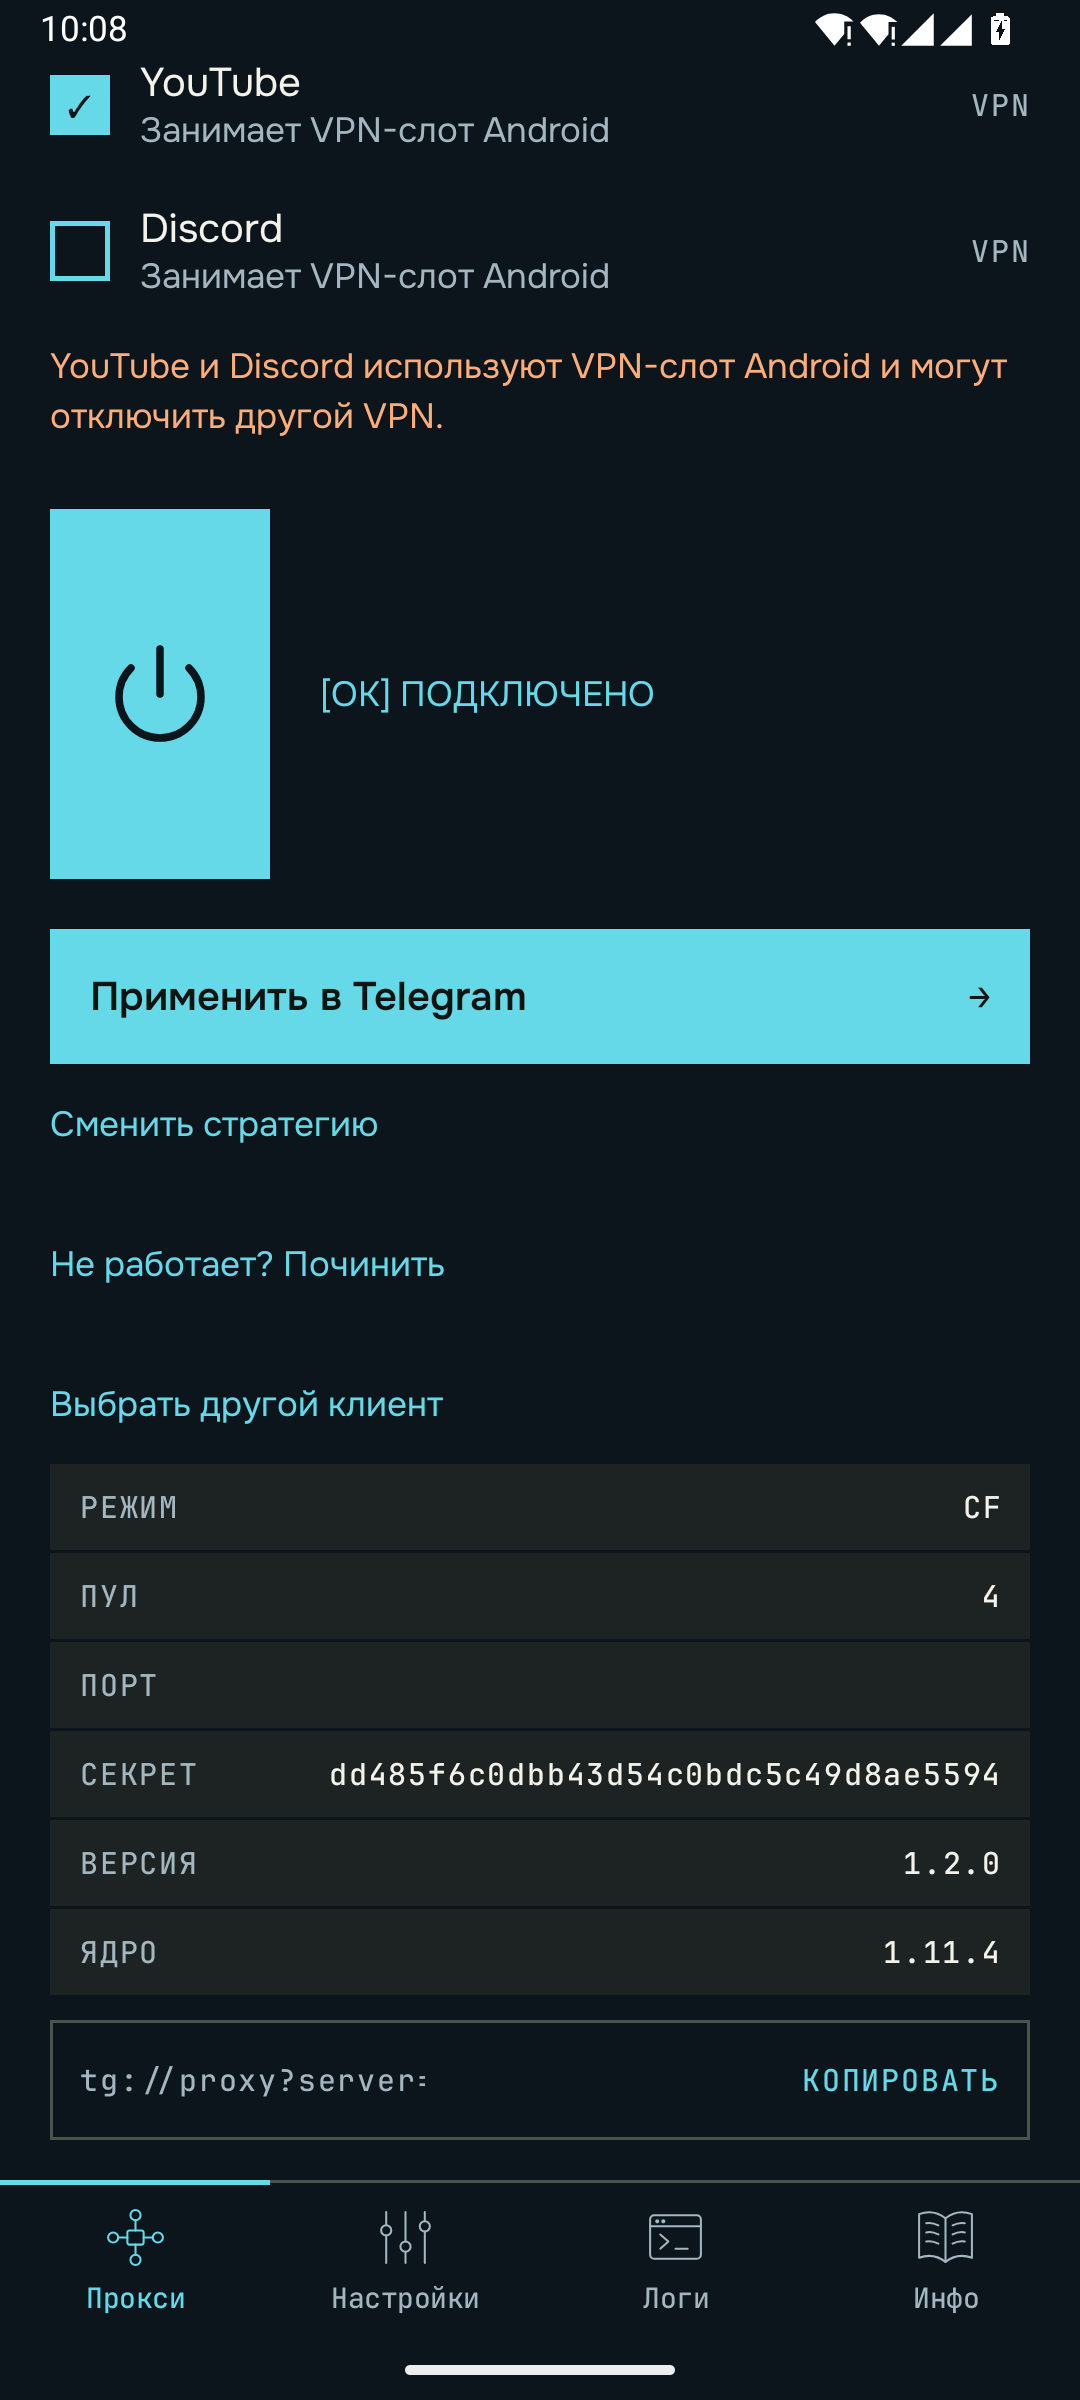 10:08
YouTube
Занимает VPN-слот Android
VPN
Discord
Занимает VPN-слот Android
VPN
YouTube и Discord используют VPN-слот Android и могут
отключить другой VPN.
[OK] ПОДКЛЮЧЕНО
Применить в Telegram →
Сменить стратегию
Не работает? Починить
Выбрать другой клиент
РЕЖИМ CF
ПУЛ 4
ПОРТ
СЕКРЕТ dd485f6c0dbb43d54c0bdc5c49d8ae5594
ВЕРСИЯ 1.2.0
ЯДРО 1.11.4
tg://proxy?server= КОПИРОВАТЬ
Прокси Настройки Логи Инфо